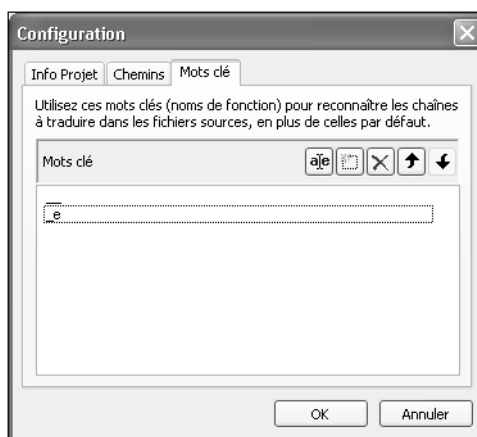 Configuration
Info Projet Chemins Mots clé
Utilisez ces mots clés (noms de fonction) pour reconnaître les chaînes
à traduire dans les fichiers sources, en plus de celles par défaut.
Mots clé
__
_e
OK Annuler